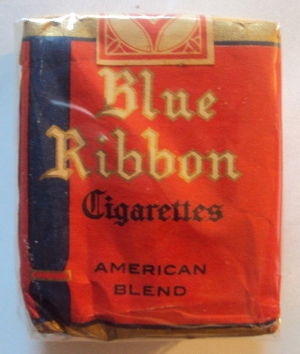 Blue
Ribbon
Cigarettes
AMERICAN
BLEND